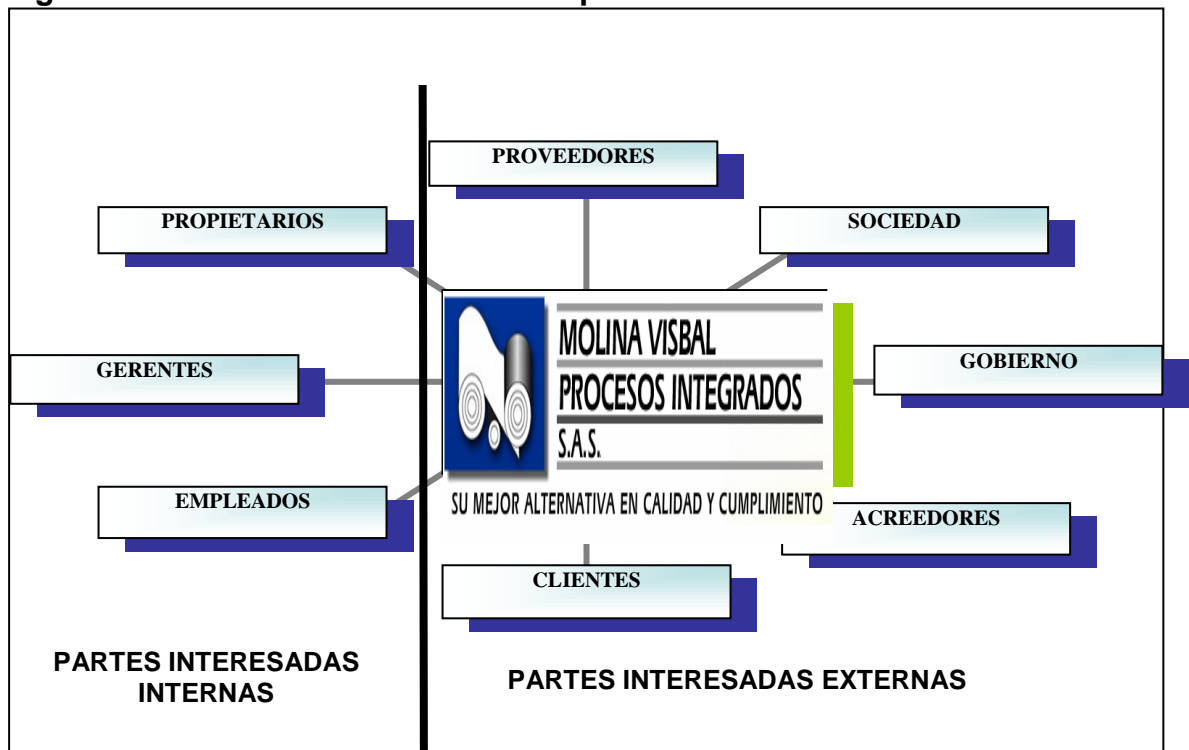 PROVEEDORES
PROPIETARIOS
SOCIEDAD
MOLINA VISBAL
PROCESOS INTEGRADOS
S.A.S.
SU MEJOR ALTERNATIVA EN CALIDAD Y CUMPLIMIENTO
GERENTES
GOBIERNO
EMPLEADOS
ACREEDORES
CLIENTES
PARTES INTERESADAS
INTERNAS
PARTES INTERESADAS EXTERNAS